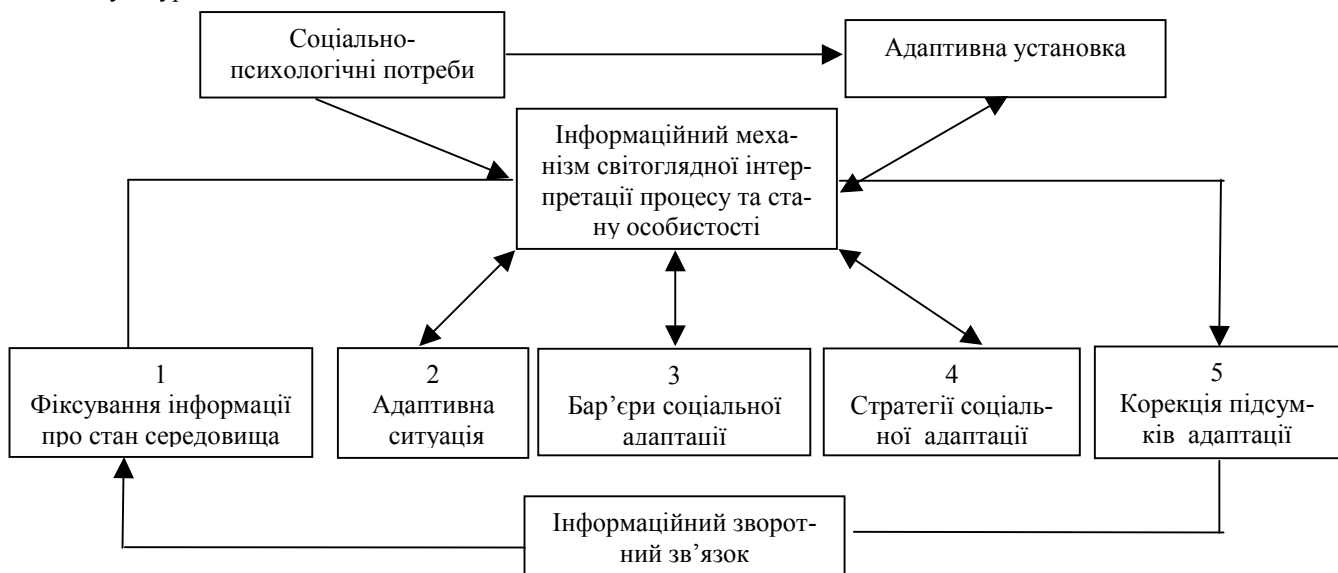 Соціально-
психологічні потреби
Адаптивна установка
Інформаційний меха-
нізм світоглядної інтер-
претації процесу та ста-
ну особистості
1
Фіксування інформації
про стан середовища
2
Адаптивна
ситуація
3
Бар’єри соціальної
адаптації
4
Стратегії соціаль-
ної адаптації
5
Корекція підсум-
ків адаптації
Інформаційний зворот-
ний зв’язок